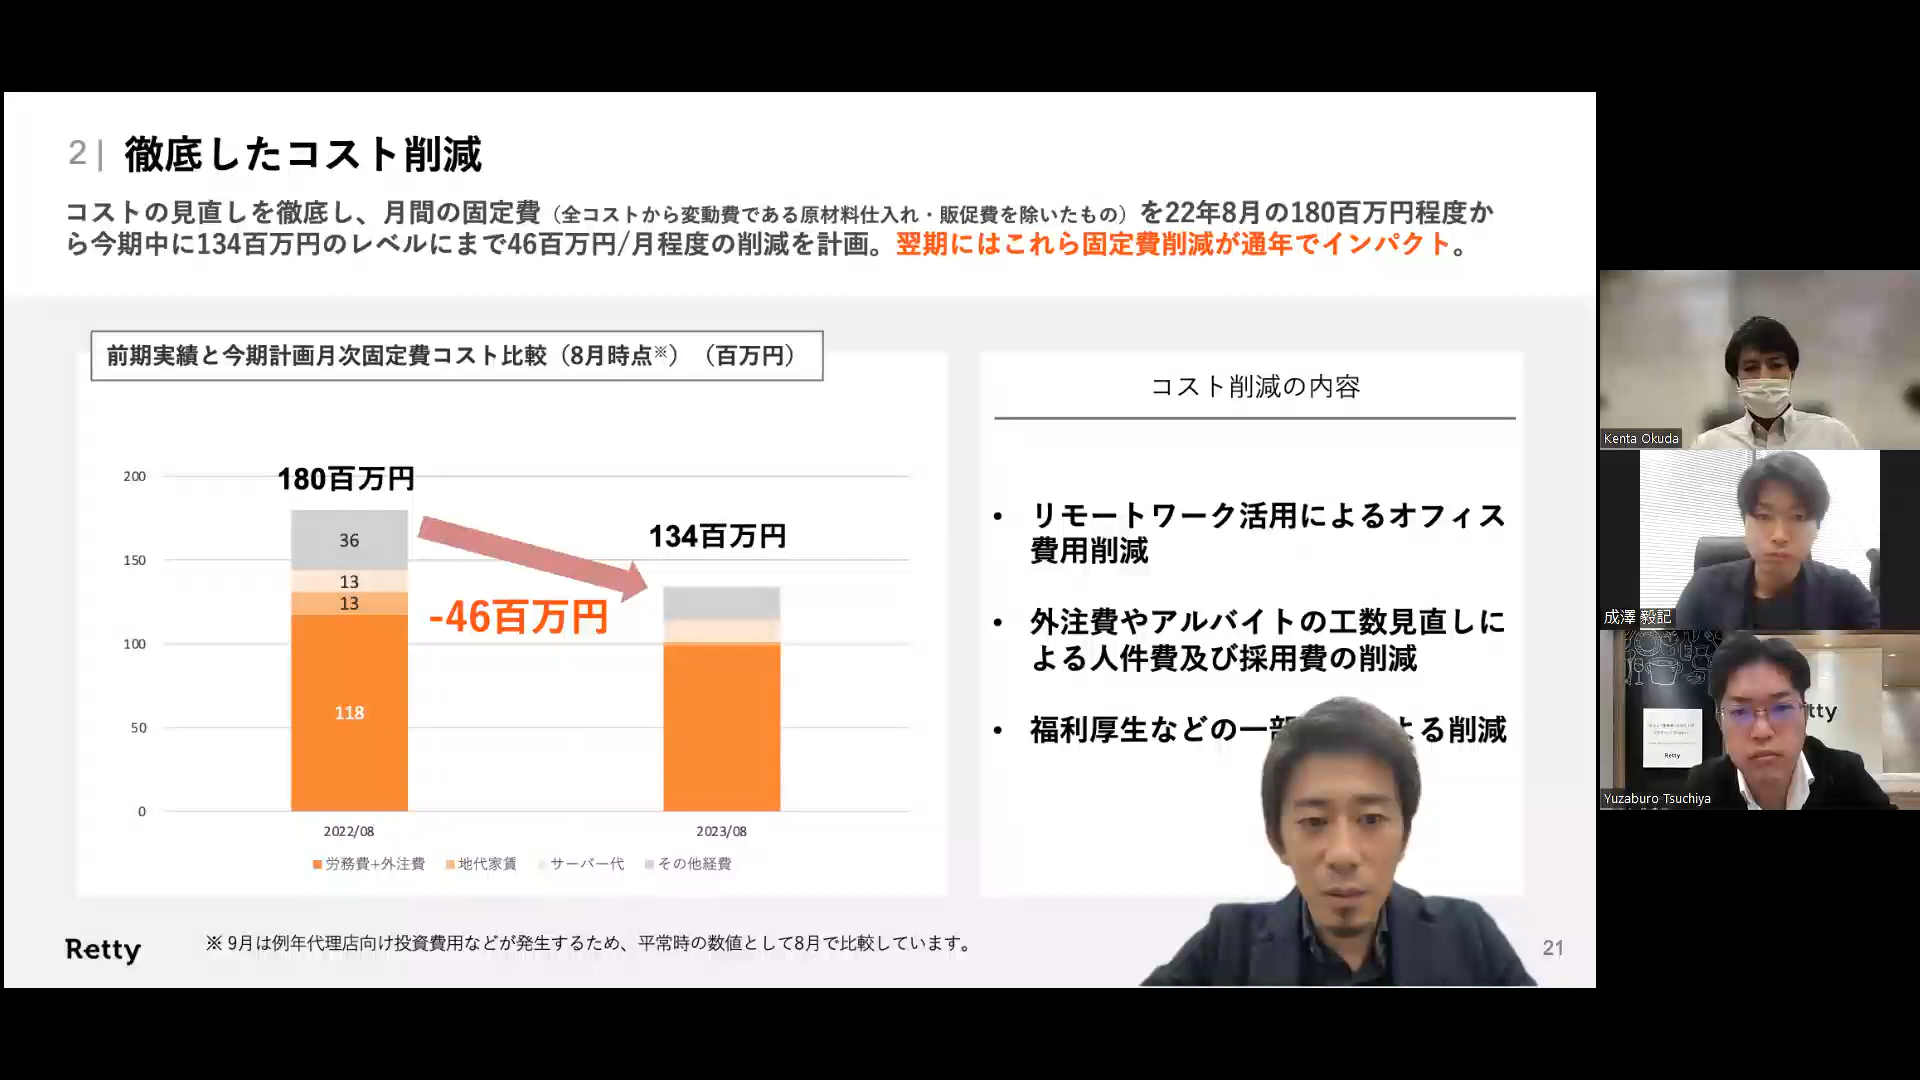 2| 徹底したコスト削減
コストの見直しを徹底し、月間の固定費（全コストから変動費である原材料仕入れ・販促費を除いたもの）を22年8月の180百万円程度か
ら今期中に134百万円のレベルにまで46百万円/月程度の削減を計画。翌期にはこれら固定費削減が通年でインパクト。
前期実績と今期計画月次固定費コスト比較（8月時点※）（百万円）
200
150
100
50
0
180百万円
134百万円
-46百万円
36
13
13
118
2022/08
2023/08
労務費+外注費 地代家賃 サーバー代 その他経費
コスト削減の内容
• リモートワーク活用によるオフィス
費用削減
• 外注費やアルバイトの工数見直しに
よる人件費及び採用費の削減
• 福利厚生などの一部 よる削減
Retty
※ 9月は例年代理店向け投資費用などが発生するため、平常時の数値として8月で比較しています。
21
Kenta Okuda
成澤 毅記
tty
Retty
Yuzaburo Tsuchiya